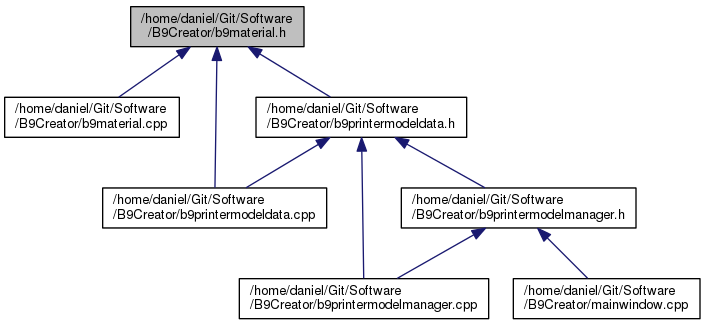 /home/daniel/Git/Software
/B9Creator/b9material.h
/home/daniel/Git/Software
/B9Creator/b9material.cpp
/home/daniel/Git/Software
/B9Creator/b9printermodeldata.h
/home/daniel/Git/Software
/B9Creator/b9printermodeldata.cpp
/home/daniel/Git/Software
/B9Creator/b9printermodelmanager.h
/home/daniel/Git/Software
/B9Creator/b9printermodelmanager.cpp
/home/daniel/Git/Software
/B9Creator/mainwindow.cpp